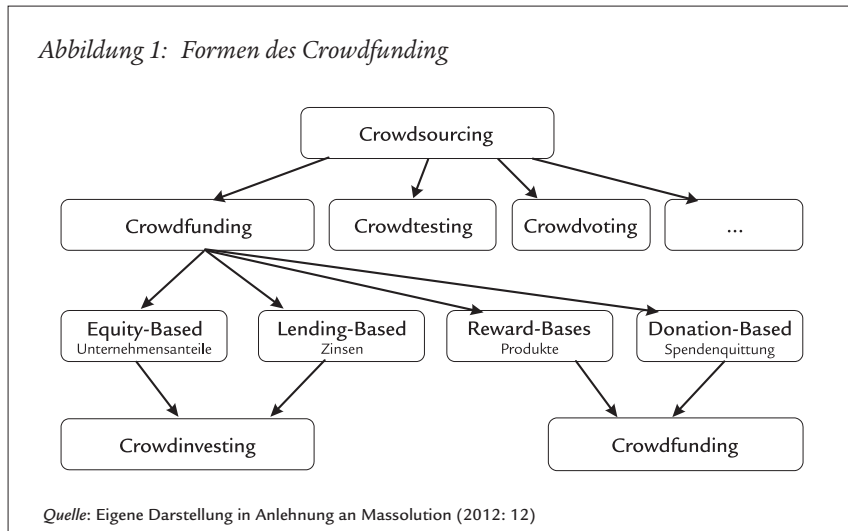 Abbildung 1: Formen des Crowdfunding
Crowdsourcing
Crowdfunding
Crowdtesting
Crowdvoting
...
Equity-Based
Unternehmensanteile
Lending-Based
Zinsen
Reward-Bases
Produkte
Donation-Based
Spendenquittung
Crowdinvesting
Crowdfunding
Quelle: Eigene Darstellung in Anlehnung an Massolution (2012: 12)